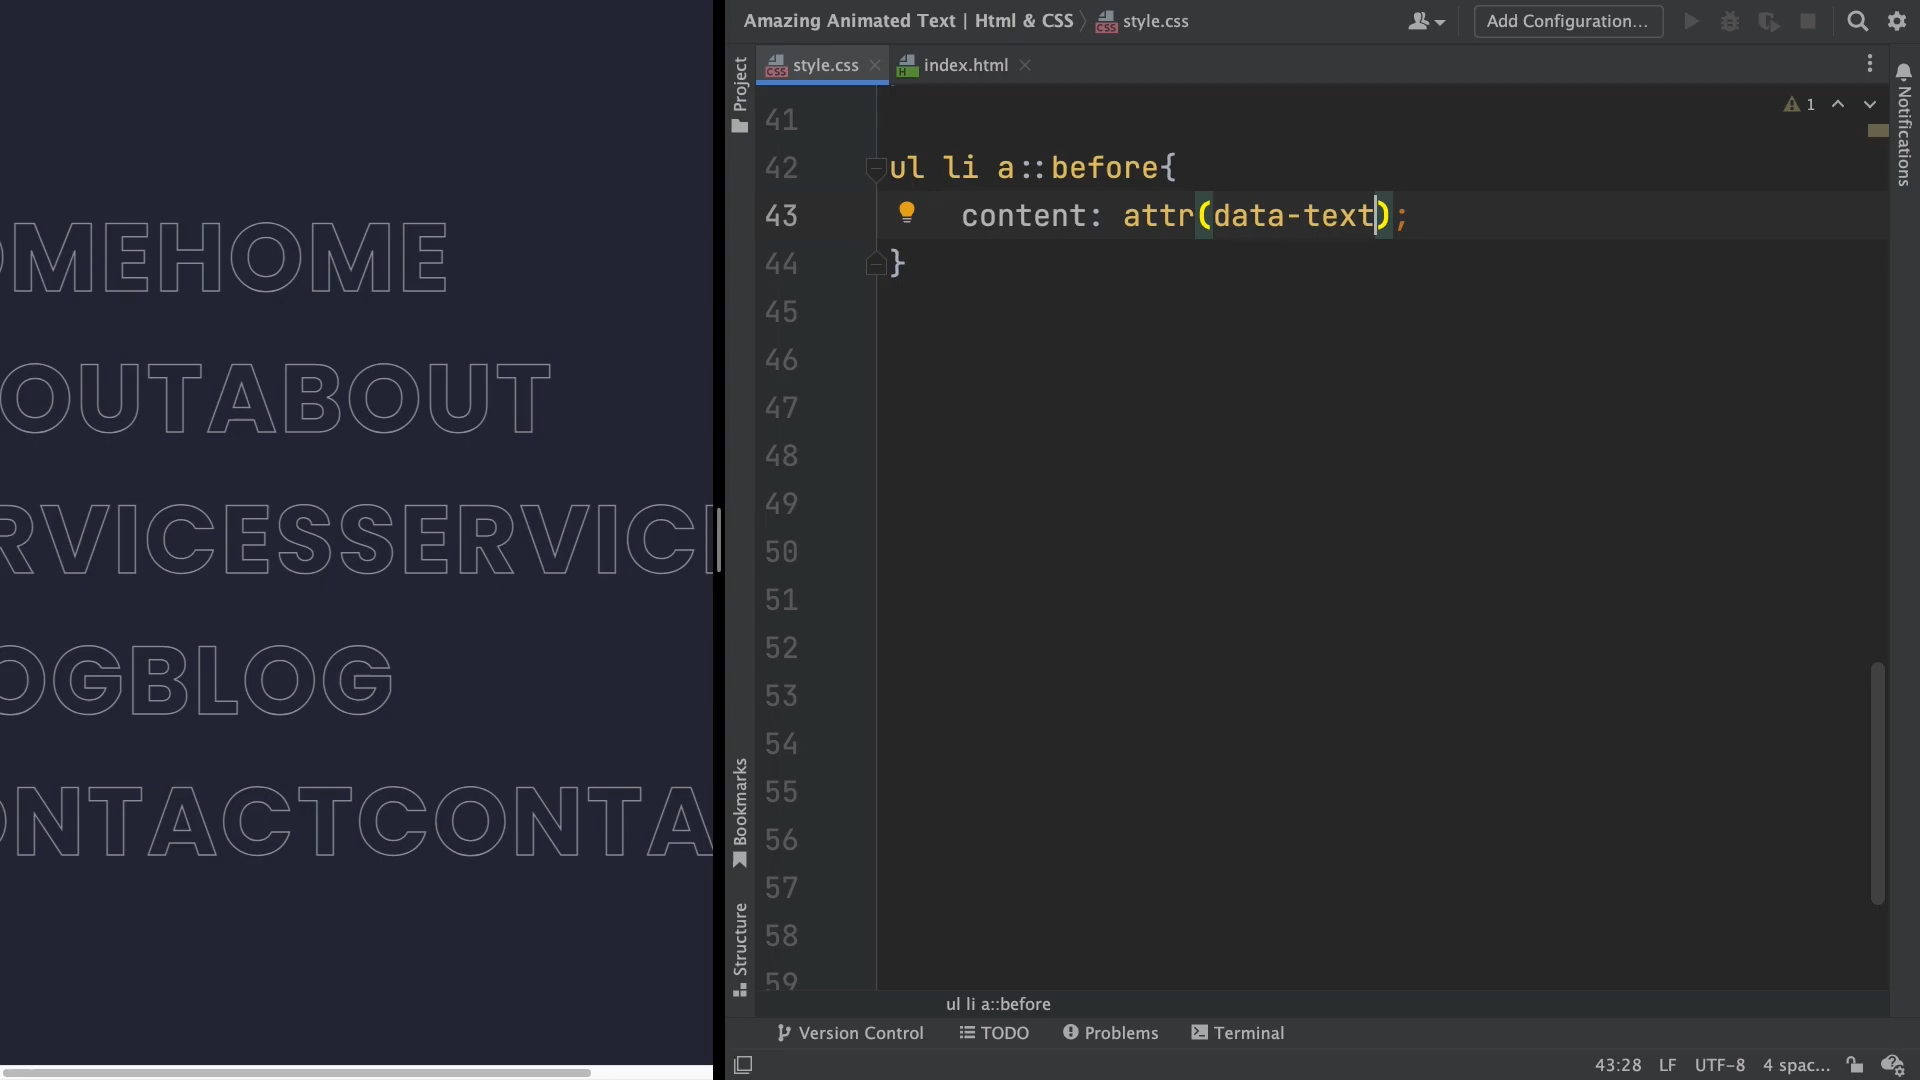 Amazing Animated Text | Html & CSS
style.css
Add Configuration...
style.css
index.html
Project
Notifications
1
41
42 ul li a::before{
43 content: attr(data-text);
44 }
45
46
47
48
49
50
51
52
53
54
55
56
57
58
59
OMEHOME
OUTABOUT
RVICESSERVICE
OGBLOG
ONTACTCONTA
Bookmarks
Structure
ul li a::before
Version Control
TODO
Problems
Terminal
43:28
LF
UTF-8
4 spac...